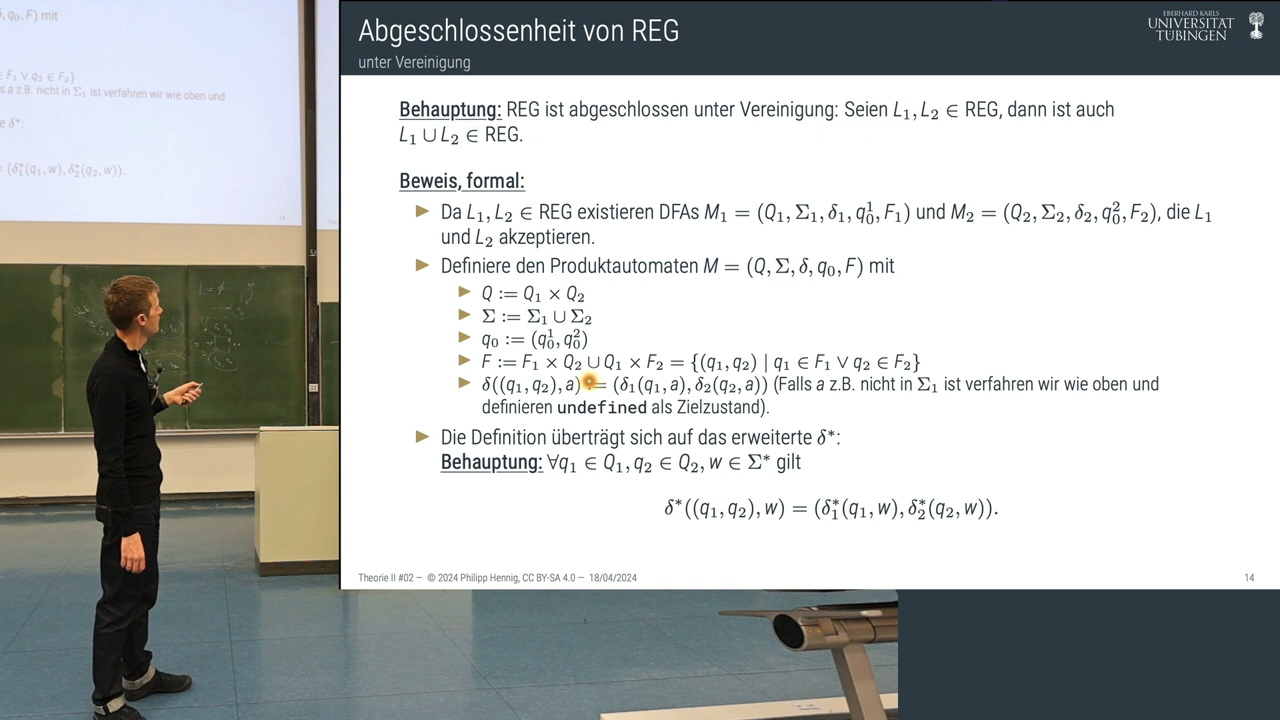 , q₀, F) mit
∈ F₁ ∨ q₂ ∈ F₂}
s a z.B. nicht in Σ₁ ist verfahren wir wie oben und
e δ*:
= (δ₁*(q₁, w), δ₂*(q₂, w)).
Abgeschlossenheit von REG
unter Vereinigung
EBERHARD KARLS
UNIVERSITÄT
TÜBINGEN
Behauptung: REG ist abgeschlossen unter Vereinigung: Seien L₁, L₂ ∈ REG, dann ist auch
L₁ ∪ L₂ ∈ REG.
Beweis, formal:
Da L₁, L₂ ∈ REG existieren DFAs M₁ = (Q₁, Σ₁, δ₁, q₀¹, F₁) und M₂ = (Q₂, Σ₂, δ₂, q₀², F₂), die L₁
und L₂ akzeptieren.
Definiere den Produktautomaten M = (Q, Σ, δ, q₀, F) mit
Q := Q₁ × Q₂
Σ := Σ₁ ∪ Σ₂
q₀ := (q₀¹, q₀²)
F := F₁ × Q₂ ∪ Q₁ × F₂ = {(q₁, q₂) | q₁ ∈ F₁ ∨ q₂ ∈ F₂}
δ((q₁, q₂), a) := (δ₁(q₁, a), δ₂(q₂, a)) (Falls a z.B. nicht in Σ₁ ist verfahren wir wie oben und
definieren undefined als Zielzustand).
Die Definition überträgt sich auf das erweiterte δ*:
Behauptung: ∀q₁ ∈ Q₁, q₂ ∈ Q₂, w ∈ Σ* gilt
δ*((q₁, q₂), w) = (δ₁*(q₁, w), δ₂*(q₂, w)).
Theorie II #02 — © 2024 Philipp Hennig, CC BY-SA 4.0 — 18/04/2024
14